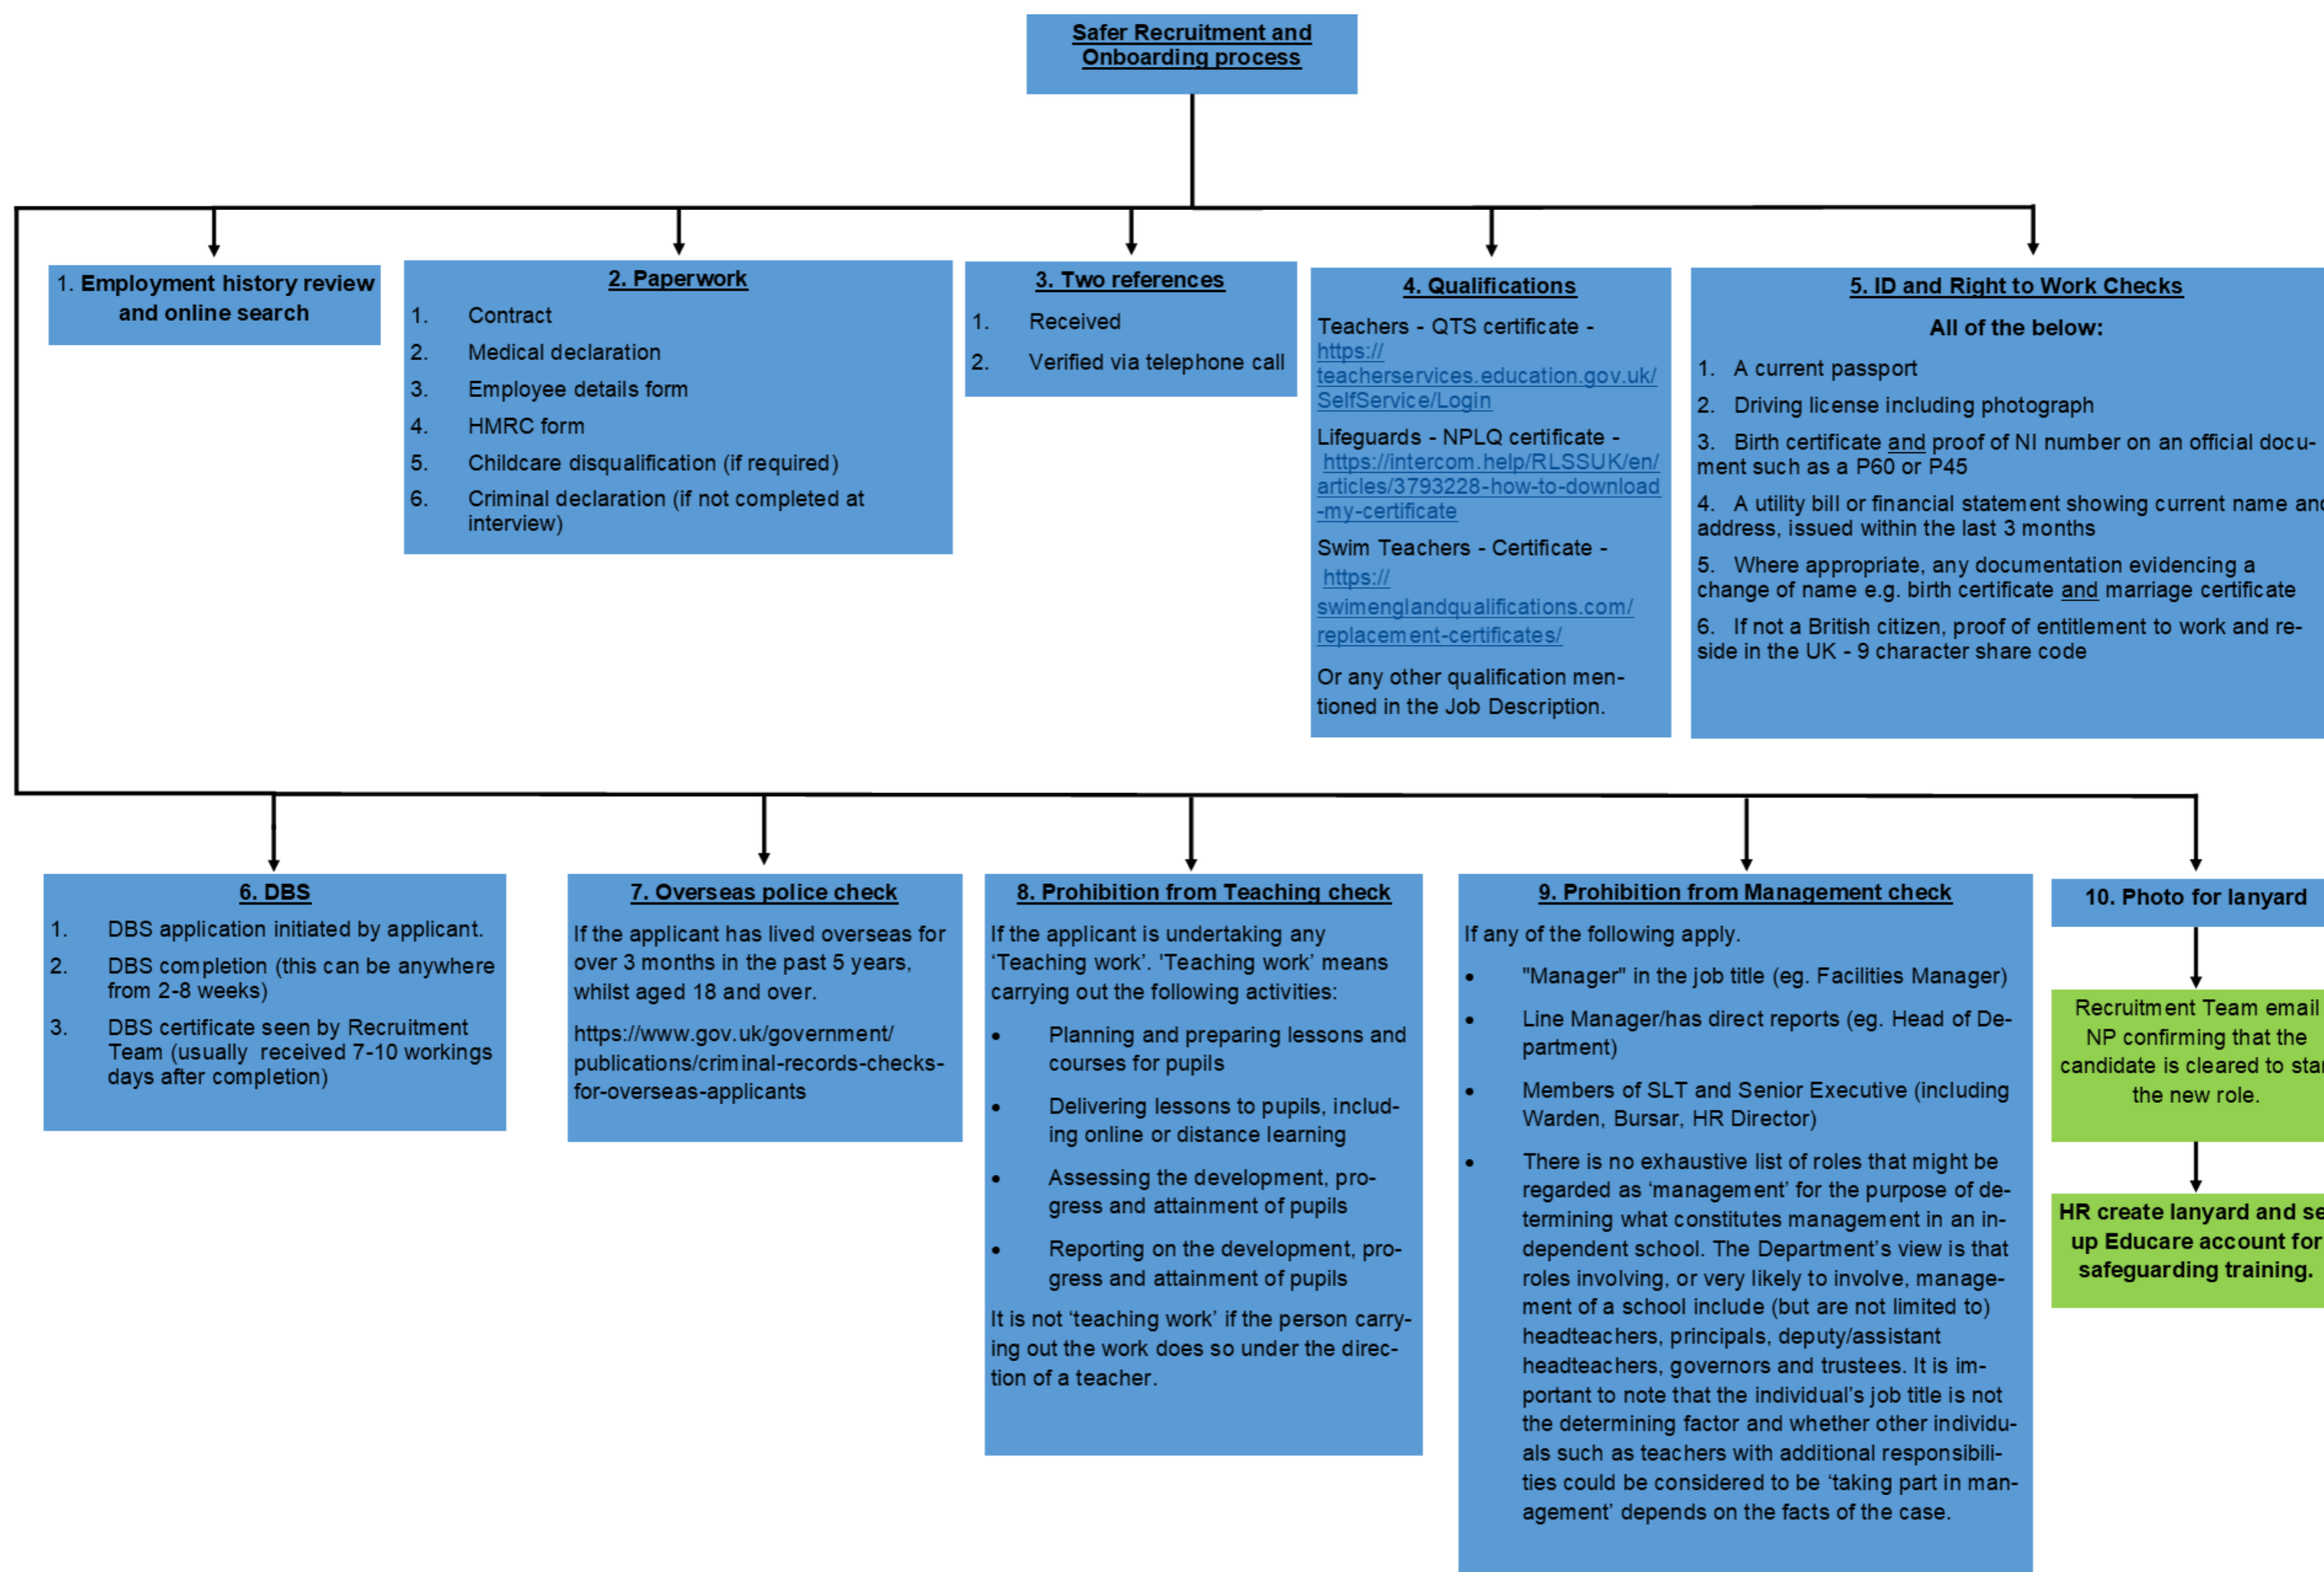 Safer Recruitment and
Onboarding process
1. Employment history review
and online search
2. Paperwork
1. Contract
2. Medical declaration
3. Employee details form
4. HMRC form
5. Childcare disqualification (if required)
6. Criminal declaration (if not completed at
interview)
3. Two references
1. Received
2. Verified via telephone call
4. Qualifications
Teachers - QTS certificate -
https://
teacherservices.education.gov.uk/
SelfService/Login
Lifeguards - NPLQ certificate -
https://intercom.help/RLSSUK/en/
articles/3793228-how-to-download
-my-certificate
Swim Teachers - Certificate -
https://
swimenglandqualifications.com/
replacement-certificates/
Or any other qualification men-
tioned in the Job Description.
5. ID and Right to Work Checks
All of the below:
1. A current passport
2. Driving license including photograph
3. Birth certificate and proof of NI number on an official docu-
ment such as a P60 or P45
4. A utility bill or financial statement showing current name and
address, issued within the last 3 months
5. Where appropriate, any documentation evidencing a
change of name e.g. birth certificate and marriage certificate
6. If not a British citizen, proof of entitlement to work and re-
side in the UK - 9 character share code
6. DBS
1. DBS application initiated by applicant.
2. DBS completion (this can be anywhere
from 2-8 weeks)
3. DBS certificate seen by Recruitment
Team (usually received 7-10 workings
days after completion)
7. Overseas police check
If the applicant has lived overseas for
over 3 months in the past 5 years,
whilst aged 18 and over.
https://www.gov.uk/government/
publications/criminal-records-checks-
for-overseas-applicants
8. Prohibition from Teaching check
If the applicant is undertaking any
‘Teaching work’. 'Teaching work’ means
carrying out the following activities:
• Planning and preparing lessons and
courses for pupils
• Delivering lessons to pupils, includ-
ing online or distance learning
• Assessing the development, pro-
gress and attainment of pupils
• Reporting on the development, pro-
gress and attainment of pupils
It is not ‘teaching work’ if the person carry-
ing out the work does so under the direc-
tion of a teacher.
9. Prohibition from Management check
If any of the following apply.
• "Manager" in the job title (eg. Facilities Manager)
• Line Manager/has direct reports (eg. Head of De-
partment)
• Members of SLT and Senior Executive (including
Warden, Bursar, HR Director)
• There is no exhaustive list of roles that might be
regarded as ‘management’ for the purpose of de-
termining what constitutes management in an in-
dependent school. The Department’s view is that
roles involving, or very likely to involve, manage-
ment of a school include (but are not limited to)
headteachers, principals, deputy/assistant
headteachers, governors and trustees. It is im-
portant to note that the individual’s job title is not
the determining factor and whether other individu-
als such as teachers with additional responsibili-
ties could be considered to be ‘taking part in man-
agement’ depends on the facts of the case.
10. Photo for lanyard
Recruitment Team email
NP confirming that the
candidate is cleared to
the new role.
HR create lanyard and
up Educare account for
safeguarding training.